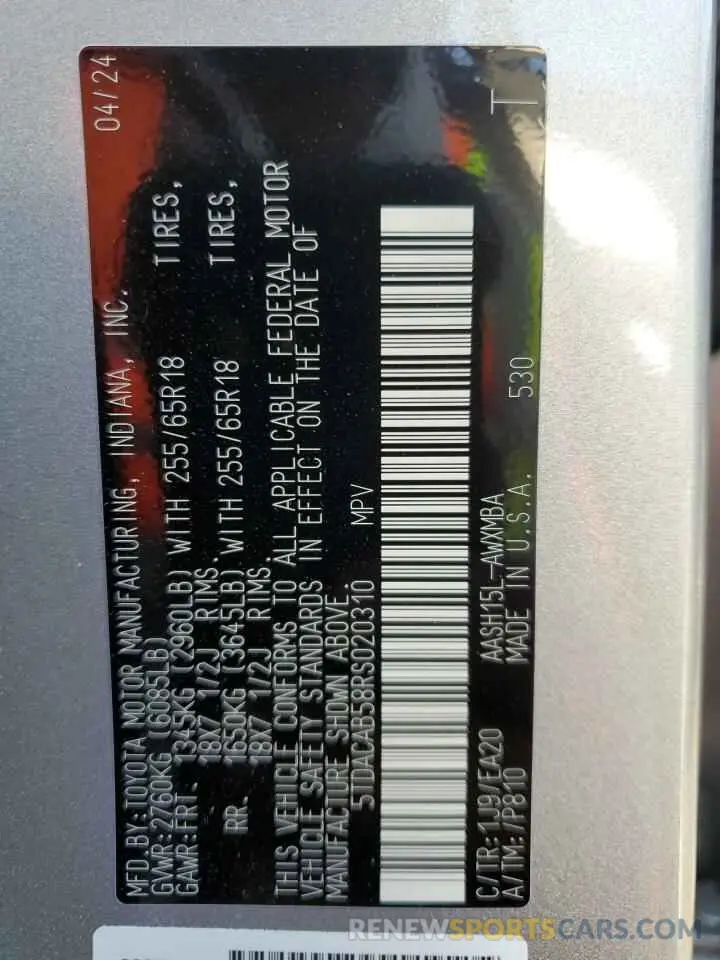 MFD.BY:TOYOTA MOTOR MANUFACTURING, INDIANA, INC. 04/24
GVWR:2760KG (6085LB)
GAWR:FRT. 1345KG (2960LB) WITH 255/65R18 TIRES,
18X7 1/2J RIMS.
RR. 1650KG (3645LB) WITH 255/65R18 TIRES,
18X7 1/2J RIMS.
THIS VEHICLE CONFORMS TO ALL APPLICABLE FEDERAL MOTOR
VEHICLE SAFETY STANDARDS IN EFFECT ON THE DATE OF
MANUFACTURE SHOWN ABOVE.
5TDACAB58RS020310 MPV
C/TR:1J9/EA20 AASH15L-AWXMBA T
A/TM:/P810 MADE IN U.S.A. 530
RENEWSPORTSCARS.COM